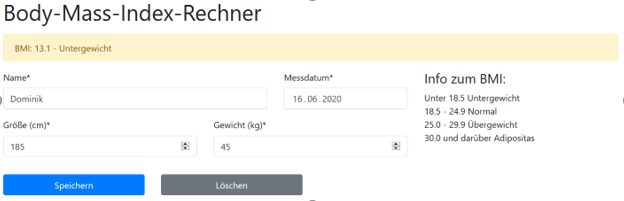 Body-Mass-Index-Rechner
BMI: 13.1 - Untergewicht
Name*
Messdatum*
Dominik
16.06.2020
Größe (cm)*
Gewicht (kg)*
185
45
Speichern
Löschen
Info zum BMI:
Unter 18.5 Untergewicht
18.5 - 24.9 Normal
25.0 - 29.9 Übergewicht
30.0 und darüber Adipositas